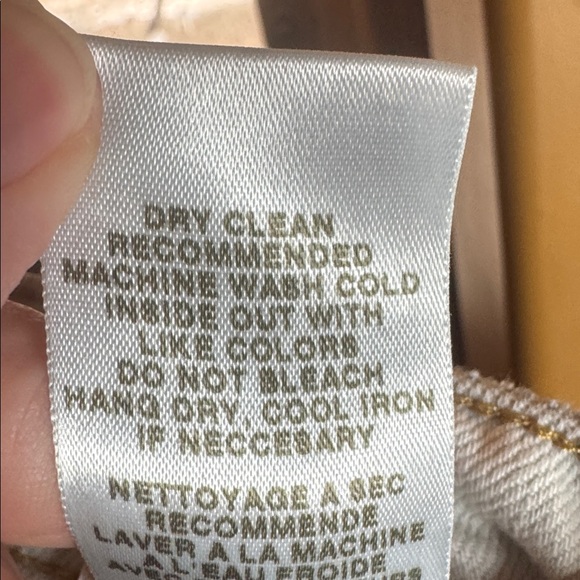 DRY CLEAN
RECOMMENDED
MACHINE WASH COLD
INSIDE OUT WITH
LIKE COLORS
DO NOT BLEACH
HANG DRY, COOL IRON
IF NECCESARY
NETTOYAGE A SEC
RECOMMENDE
LAVER A LA MACHINE
A L'EAU FROIDE
AVEC